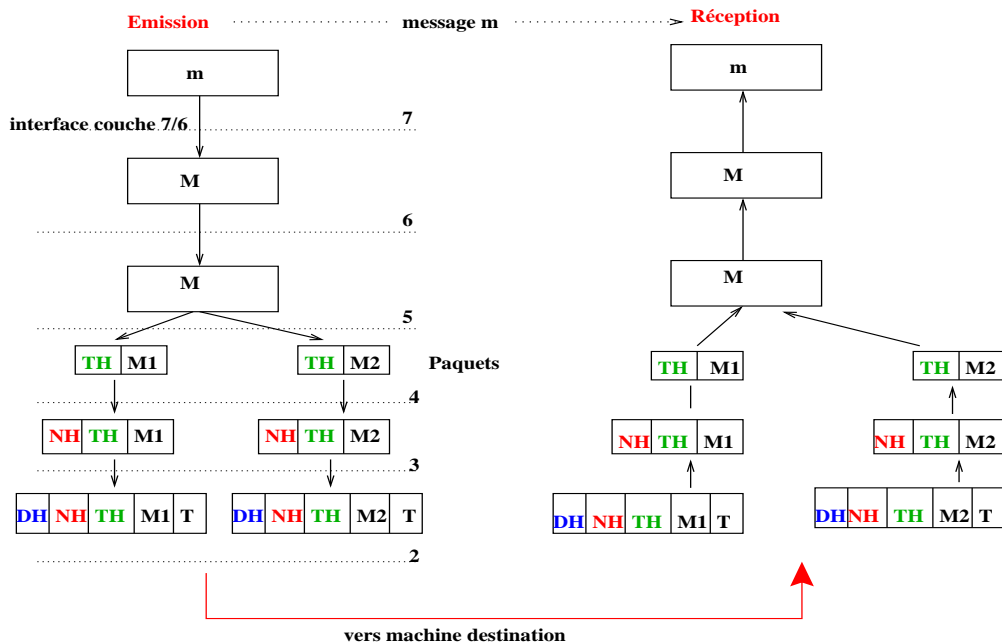 Emission
message m
Réception
m
m
interface couche 7/6
7
M
M
6
M
M
5
TH M1
TH M2
Paquets
TH M1
TH M2
4
NH TH M1
NH TH M2
NH TH M1
NH TH M2
3
DH NH TH M1 T
DH NH TH M2 T
DH NH TH M1 T
DH NH TH M2 T
2
vers machine destination